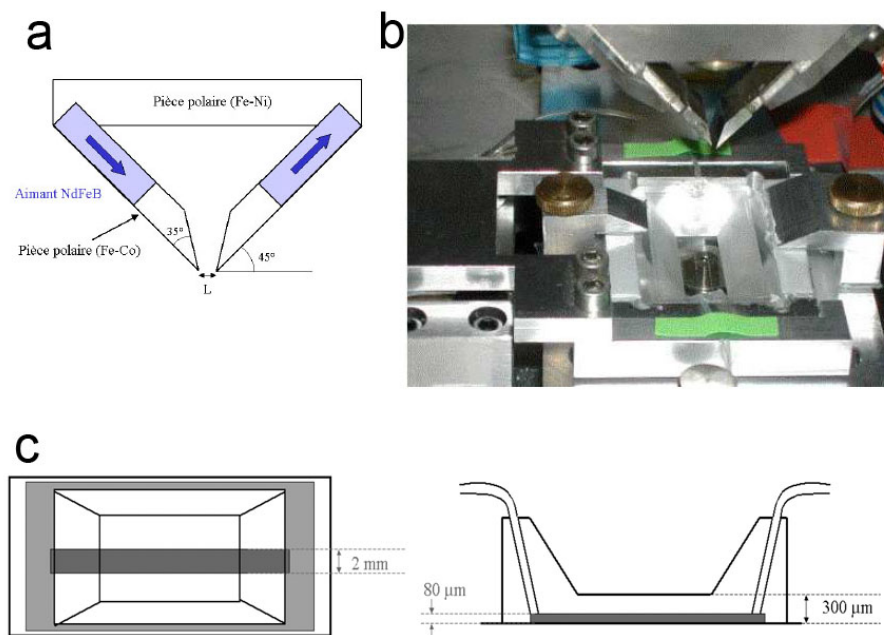 a
Pièce polaire (Fe-Ni)
Aimant NdFeB
35°
Pièce polaire (Fe-Co)
45°
L
b
c
2 mm
80 µm
300 µm